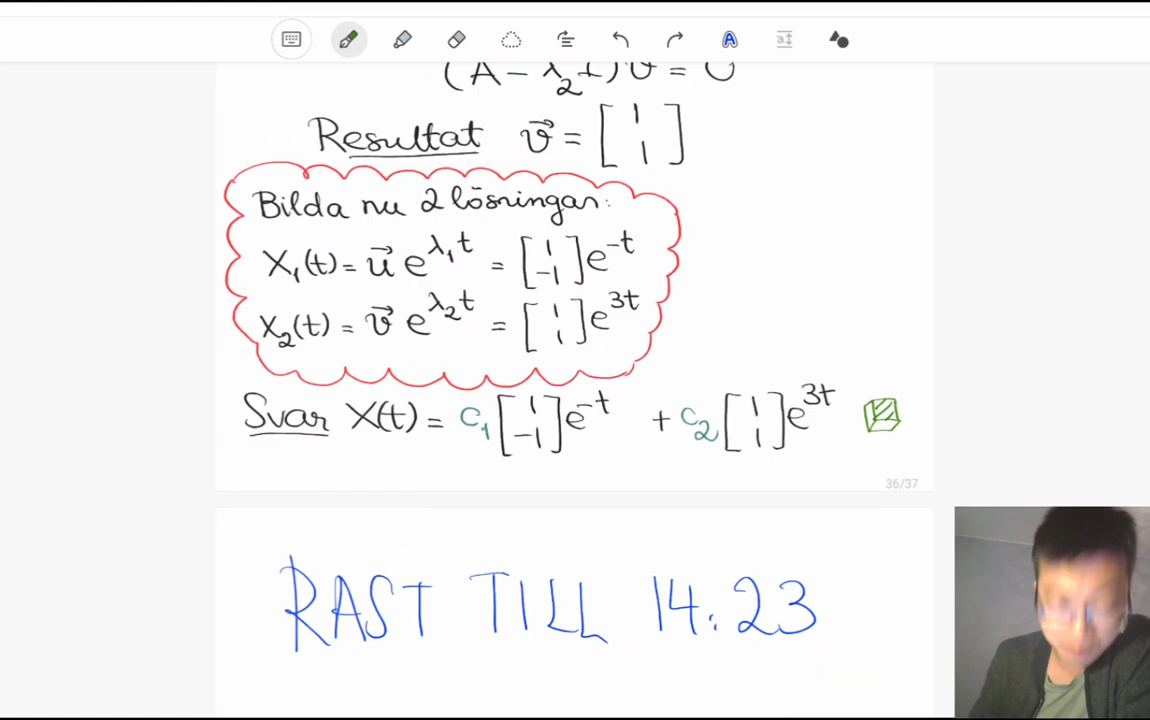 (A - λ₂I)v = 0
Resultat v⃗ = [1 1]
Bilda nu 2 lösningar:
X₁(t) = u⃗ e^λ₁t = [1 -1] e^-t
X₂(t) = v⃗ e^λ₂t = [1 1] e^3t
Svar X(t) = c₁ [1 -1] e^-t + c₂ [1 1] e^3t
36/37
RAST TILL 14:23